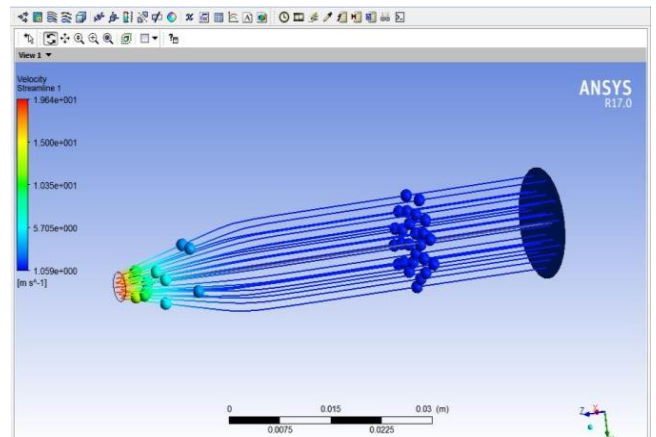 View 1
ANSYS
R17.0
Velocity
Streamline 1
1.964e+001
1.500e+001
1.035e+001
5.705e+000
1.059e+000
[m s^-1]
0 0.015 0.03 (m)
0.0075 0.0225
Z